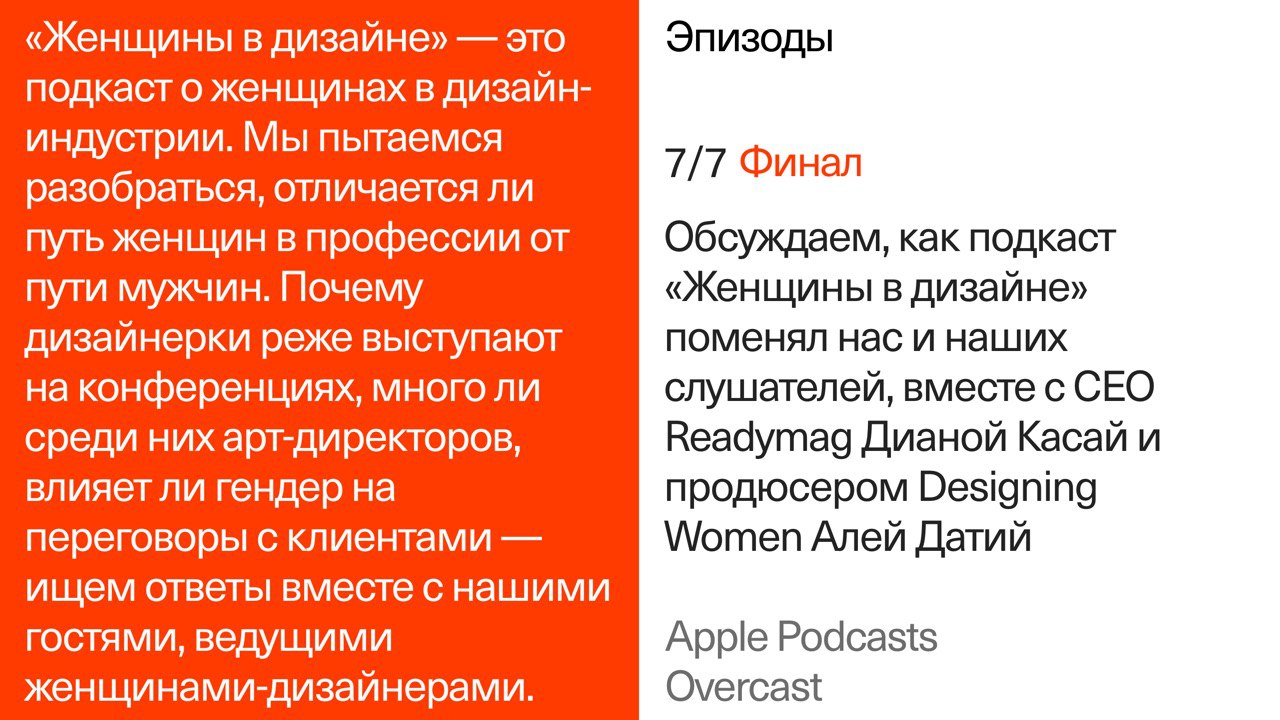 «Женщины в дизайне» — это
подкаст о женщинах в дизайн-
индустрии. Мы пытаемся
разобраться, отличается ли
путь женщин в профессии от
пути мужчин. Почему
дизайнерки реже выступают
на конференциях, много ли
среди них арт-директоров,
влияет ли гендер на
переговоры с клиентами —
ищем ответы вместе с нашими
гостями, ведущими
женщинами-дизайнерами.
Эпизоды
7/7 Финал
Обсуждаем, как подкаст
«Женщины в дизайне»
поменял нас и наших
слушателей, вместе с CEO
Readymag Дианой Касай и
продюсером Designing
Women Алей Датий
Apple Podcasts
Overcast